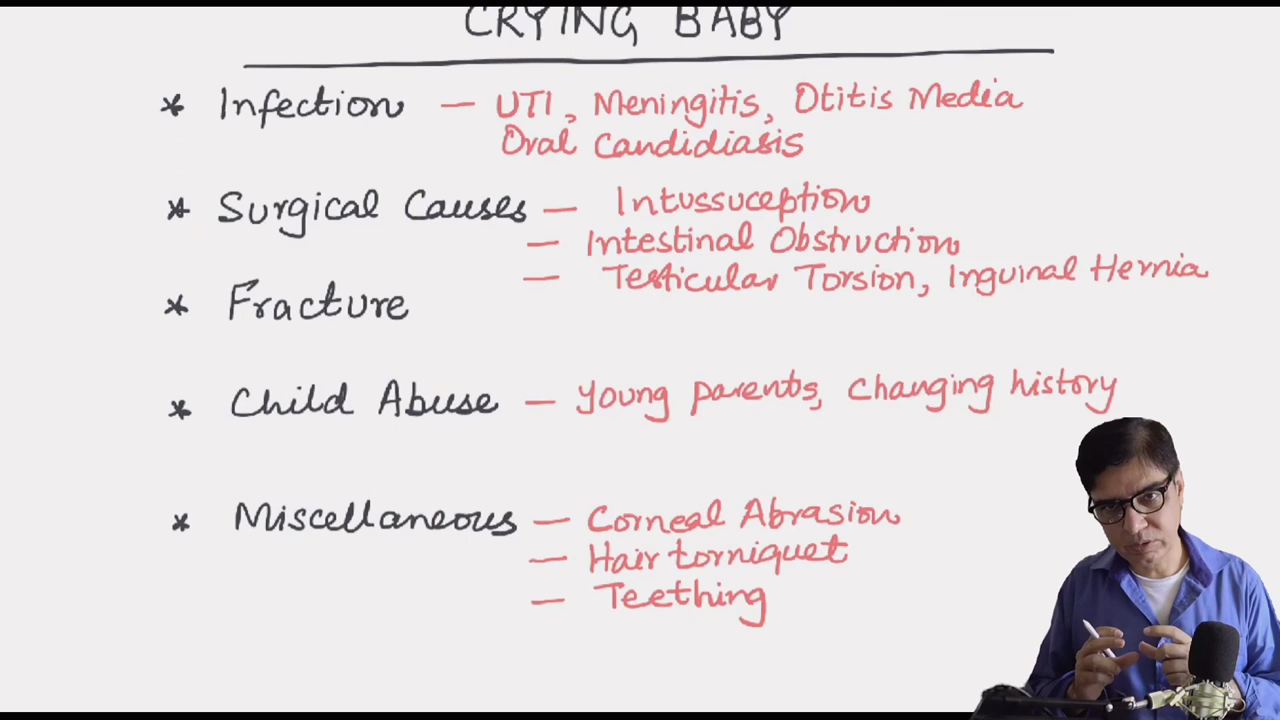 CRYING BABY
* Infection — UTI, Meningitis, Otitis Media
Oral Candidiasis
* Surgical Causes — Intussuception
— Intestinal Obstruction
— Testicular Torsion, Inguinal Hernia
* Fracture
* Child Abuse — Young parents, Changing history
* Miscellaneous — Corneal Abrasion
— Hair torniquet
— Teething